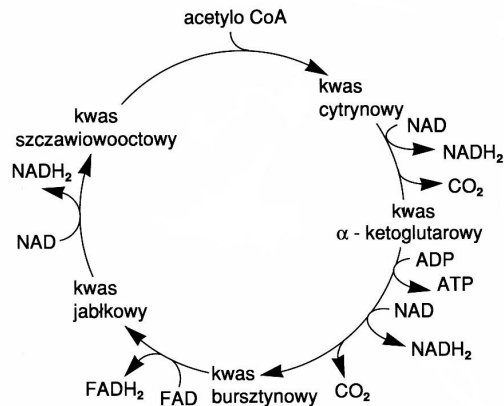 acetylo CoA
kwas
cytrynowy
NAD
NADH₂
CO₂
kwas
α - ketoglutarowy
ADP
ATP
NAD
NADH₂
CO₂
kwas
bursztynowy
FAD
FADH₂
kwas
jabłkowy
NAD
NADH₂
kwas
szczawiowooctowy